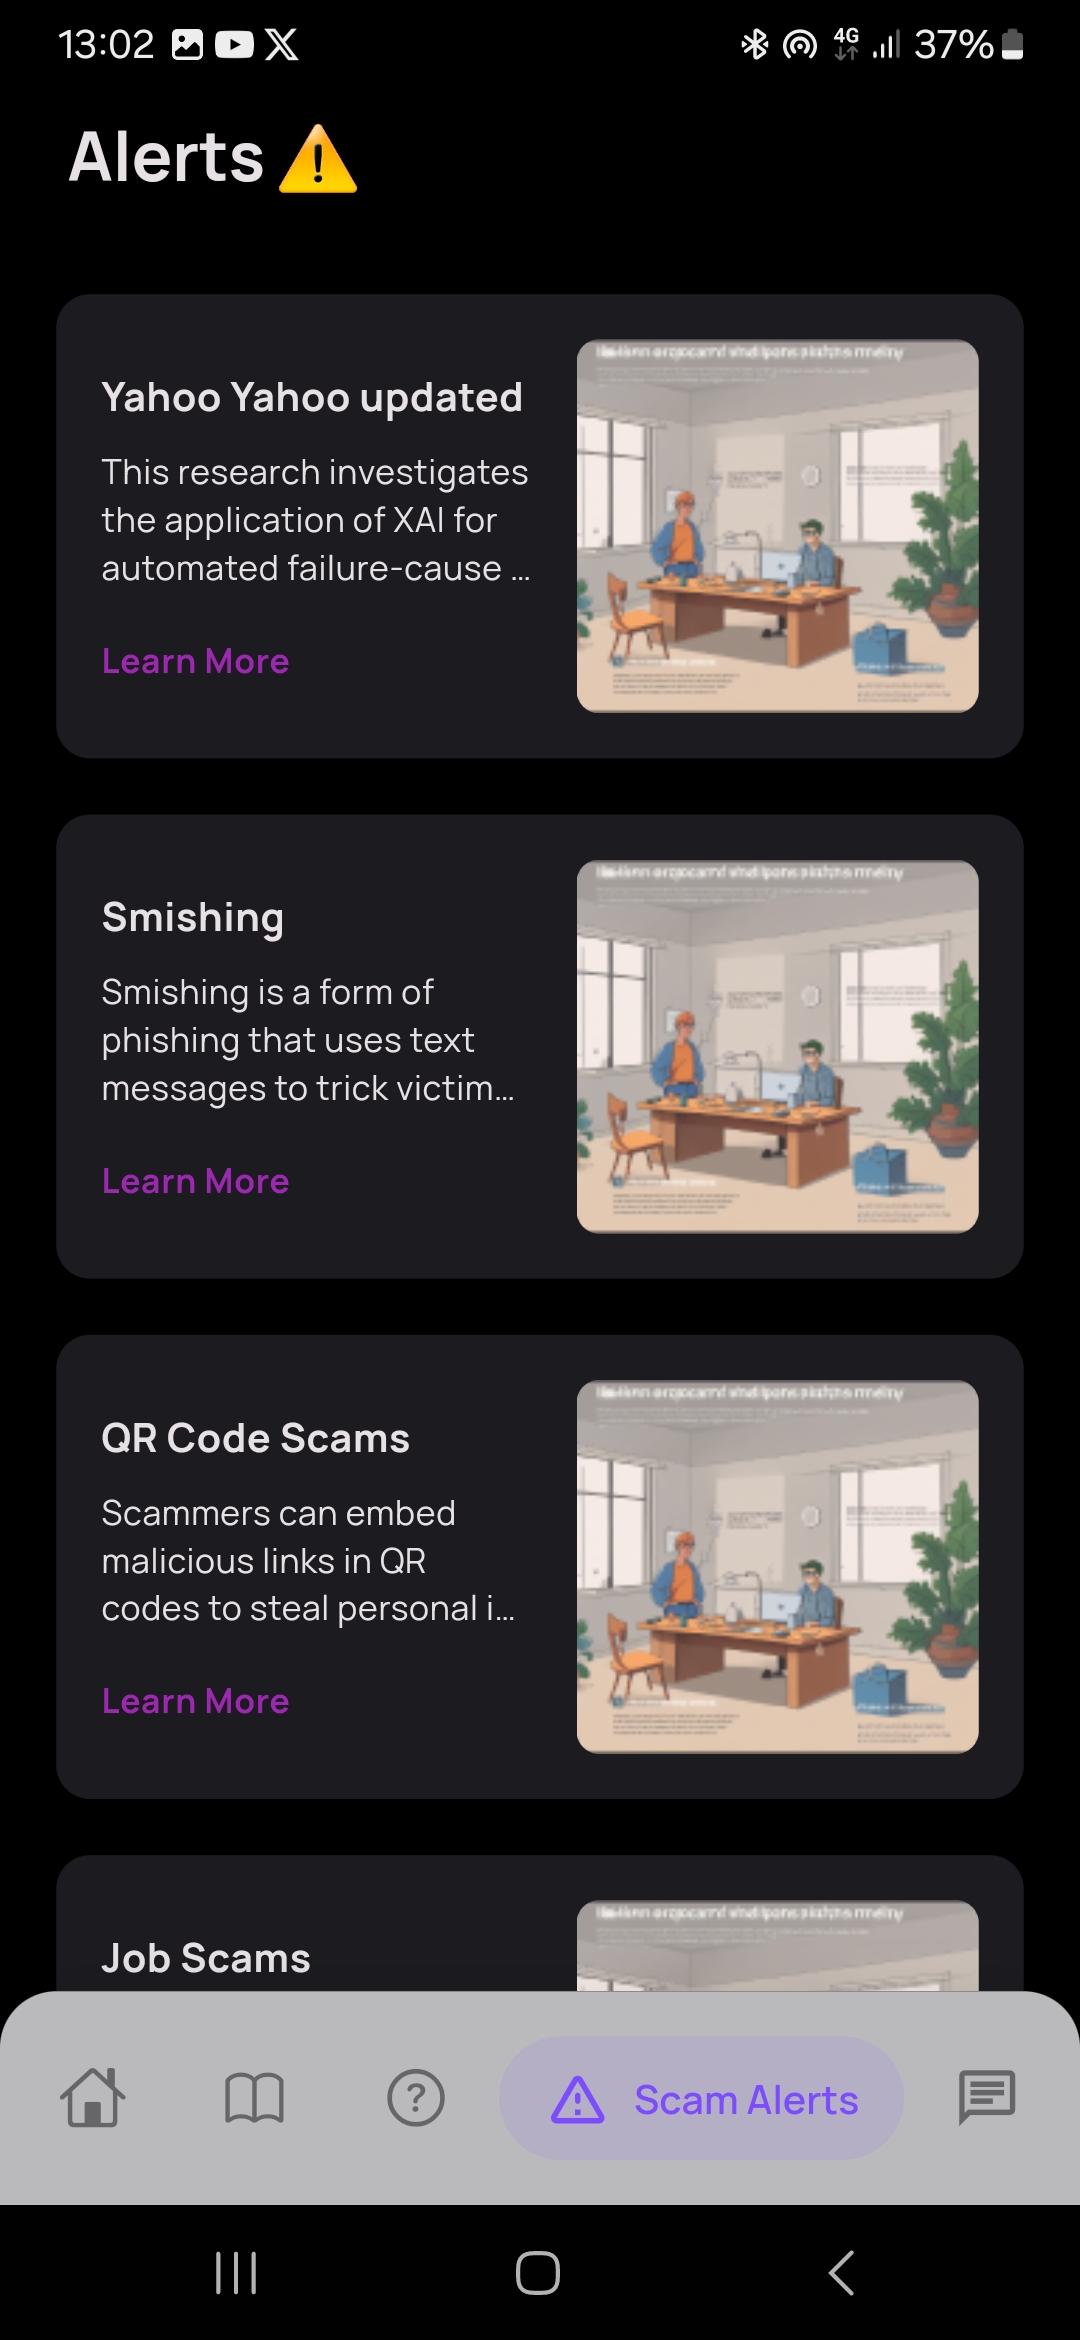 13:02
4G
37%
Alerts ⚠️
Yahoo Yahoo updated
This research investigates
the application of XAI for
automated failure-cause ...
Learn More
Smishing
Smishing is a form of
phishing that uses text
messages to trick victim...
Learn More
QR Code Scams
Scammers can embed
malicious links in QR
codes to steal personal i...
Learn More
Job Scams
Scam Alerts